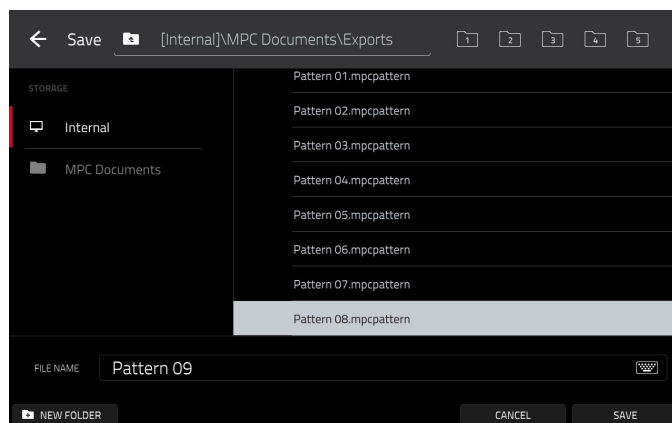 Save [Internal]\MPC Documents\Exports 1 2 3 4 5
STORAGE
Internal
MPC Documents
Pattern 01.mpcpattern
Pattern 02.mpcpattern
Pattern 03.mpcpattern
Pattern 04.mpcpattern
Pattern 05.mpcpattern
Pattern 06.mpcpattern
Pattern 07.mpcpattern
Pattern 08.mpcpattern
FILE NAME Pattern 09
NEW FOLDER CANCEL SAVE